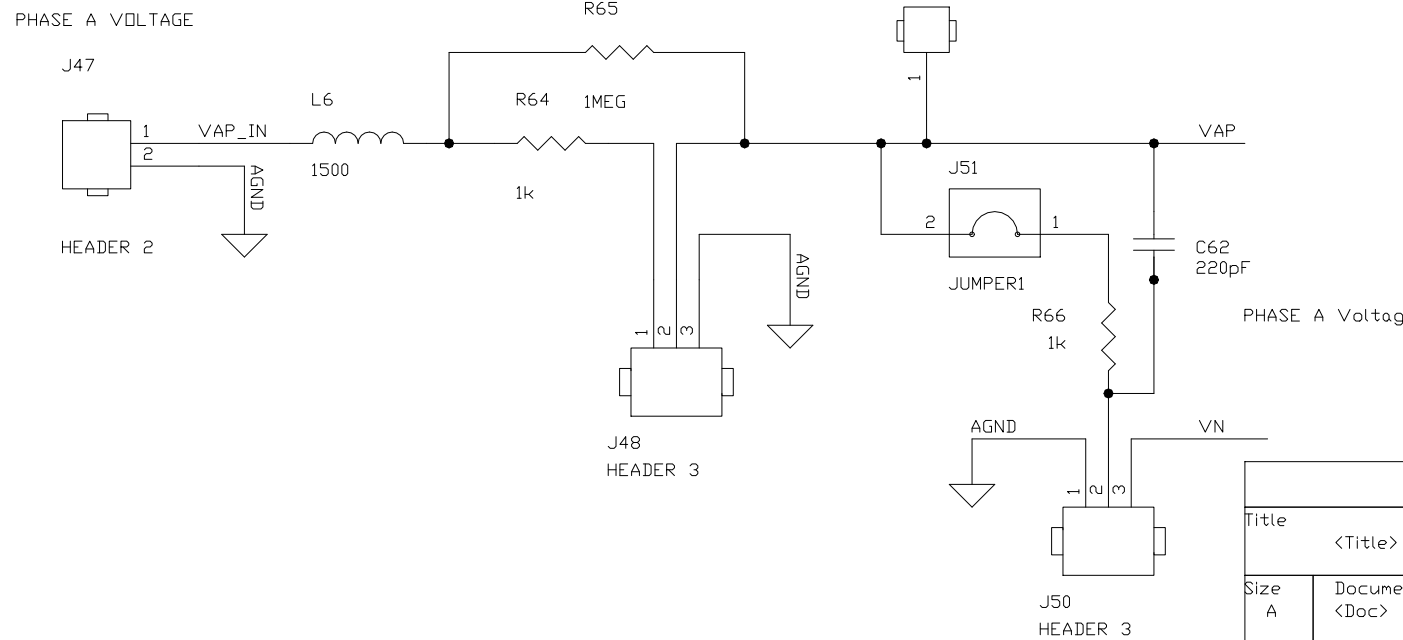 R65
PHASE A VOLTAGE
J47
1
L6
R64
1MEG
1
VAP_IN
VAP
2
1500
J51
AGND
1k
2
1
HEADER 2
C62
220pF
AGND
JUMPER1
R66
1k
PHASE A Voltag
1
2
3
J48
HEADER 3
AGND
VN
1
2
3
Title
<Title>
Size
Docume
A
<Doc>
J50
HEADER 3